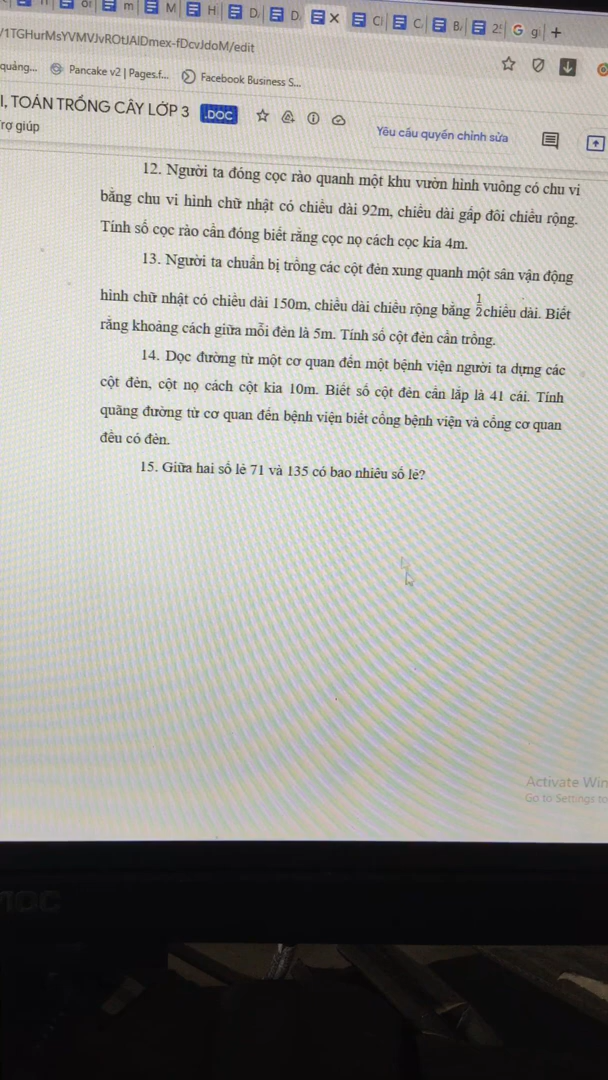 m
M
H
D
D
X
C
B
25
G gi
+
/1TGHurMsYVMVJvROtJAlDmex-fDcvJdoM/edit
quảng...
Pancake v2 | Pages.f...
Facebook Business S...
I, TOÁN TRỒNG CÂY LỚP 3
.DOC
Yêu cầu quyền chỉnh sửa
rợ giúp
12. Người ta đóng cọc rào quanh một khu vườn hình vuông có chu vi
bằng chu vi hình chữ nhật có chiều dài 92m, chiều dài gấp đôi chiều rộng.
Tính số cọc rào cần đóng biết rằng cọc nọ cách cọc kia 4m.
13. Người ta chuẩn bị trồng các cột đèn xung quanh một sân vận động
hình chữ nhật có chiều dài 150m, chiều dài chiều rộng bằng 1/2 chiều dài. Biết
rằng khoảng cách giữa mỗi đèn là 5m. Tính số cột đèn cần trồng.
14. Dọc đường từ một cơ quan đến một bệnh viện người ta dựng các
cột đèn, cột nọ cách cột kia 10m. Biết số cột đèn cần lắp là 41 cái. Tính
quãng đường từ cơ quan đến bệnh viện biết cổng bệnh viện và cổng cơ quan
đều có đèn.
15. Giữa hai số lẻ 71 và 135 có bao nhiêu số lẻ?
Activate Win
Go to Settings to
AOC